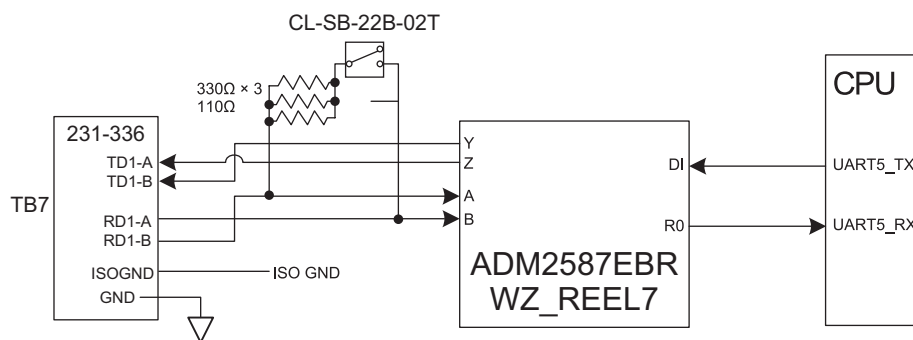 CL-SB-22B-02T
CPU
330Ω × 3
110Ω
231-336
TD1-A
TD1-B
TB7
RD1-A
RD1-B
ISOGND
GND
ISO GND
Y
Z
A
B
DI
R0
ADM2587EBR
WZ_REEL7
UART5_TX
UART5_RX